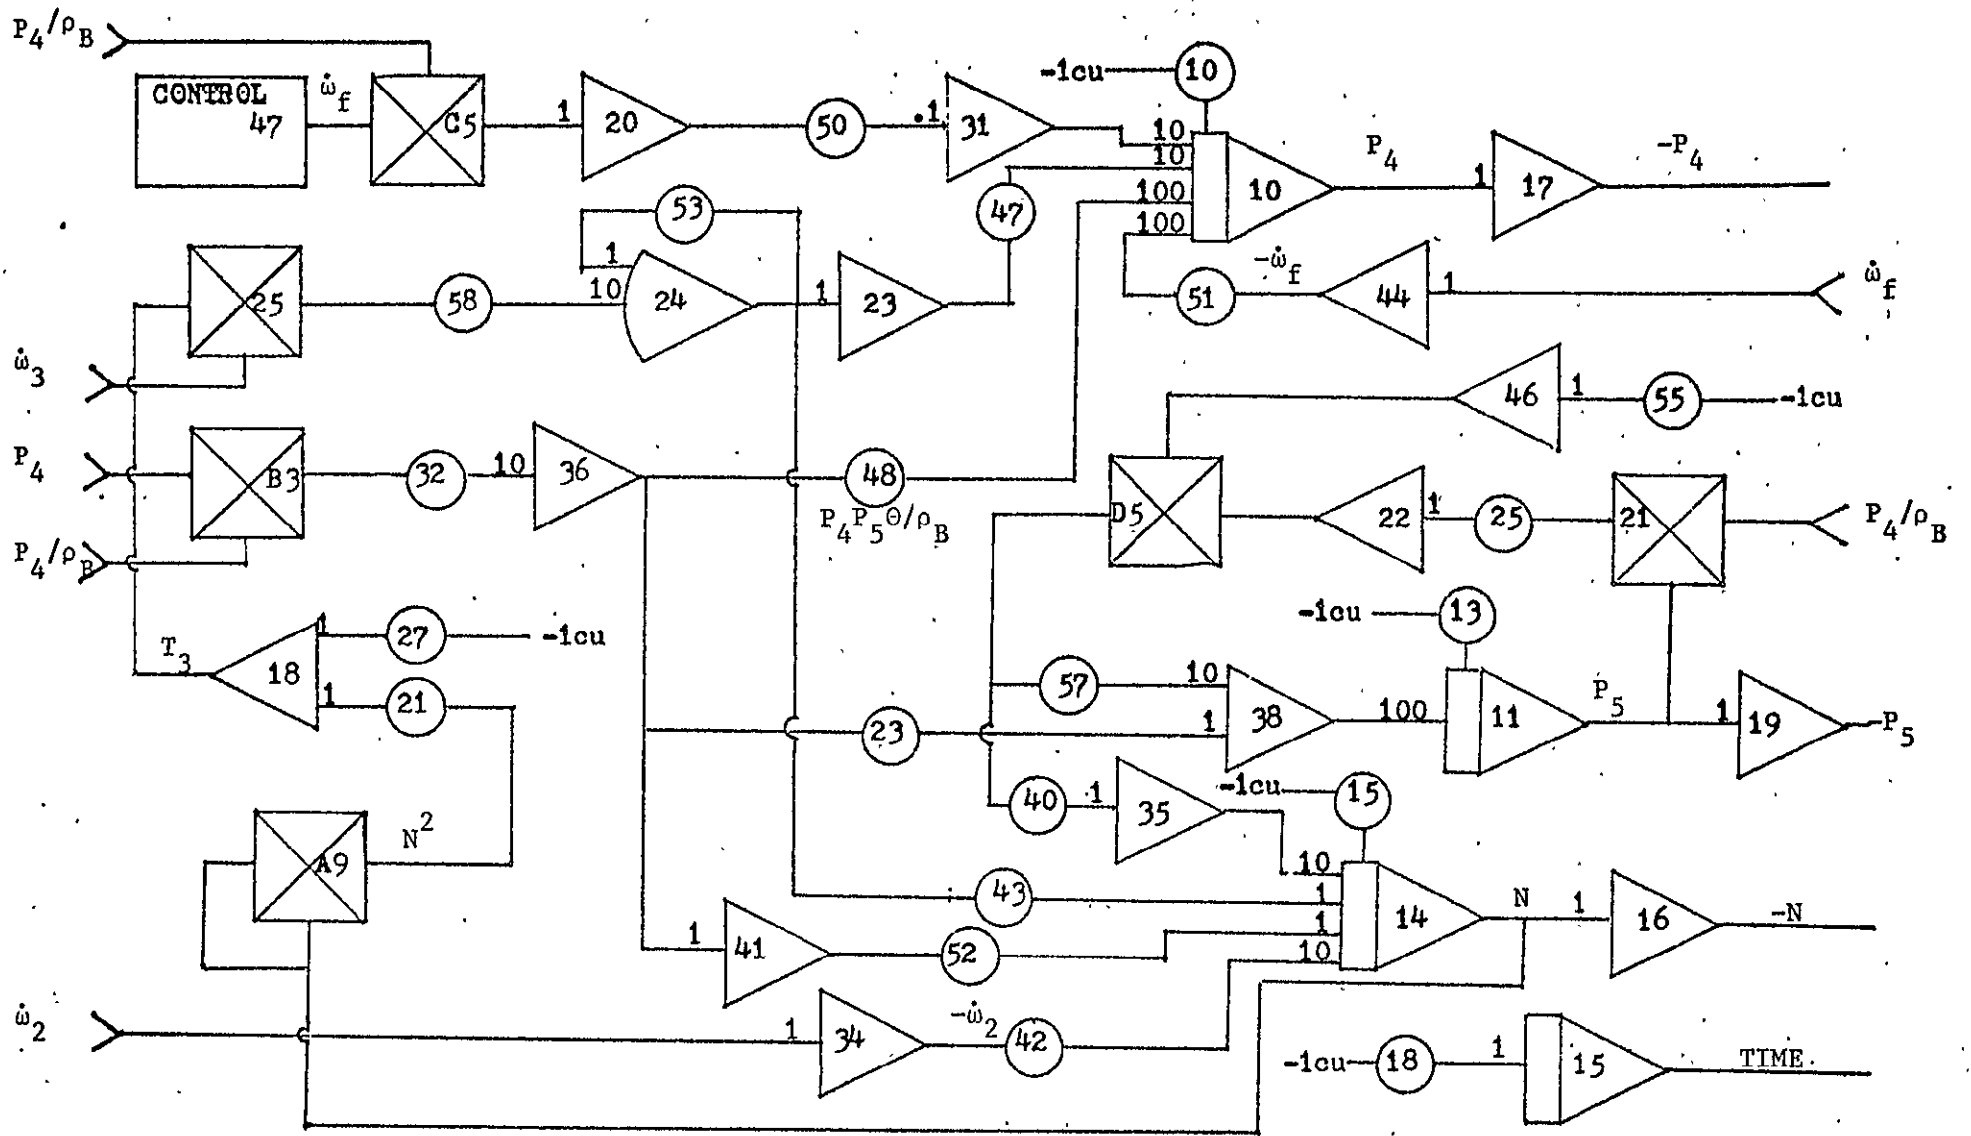 P4/ρB
CONTROL
47
ω̇f
C5
1
20
50
.1
31
-1cu
10
10
10
100
100
10
P4
1
17
-P4
53
25
58
1
10
24
1
23
47
51
-ω̇f
44
1
ω̇f
ω̇3
P4
B3
32
10
36
48
P4P5Θ/ρB
P4/ρB
46
1
55
-1cu
D5
22
1
25
21
P4/ρB
T3
18
1
27
-1cu
1
21
57
10
23
1
38
100
-1cu
13
11
P5
1
19
-P5
40
1
35
-1cu
15
A9
N²
43
10
1
1
10
14
N
1
16
-N
1
41
52
ω̇2
1
34
-ω̇2
42
-1cu
18
1
15
TIME